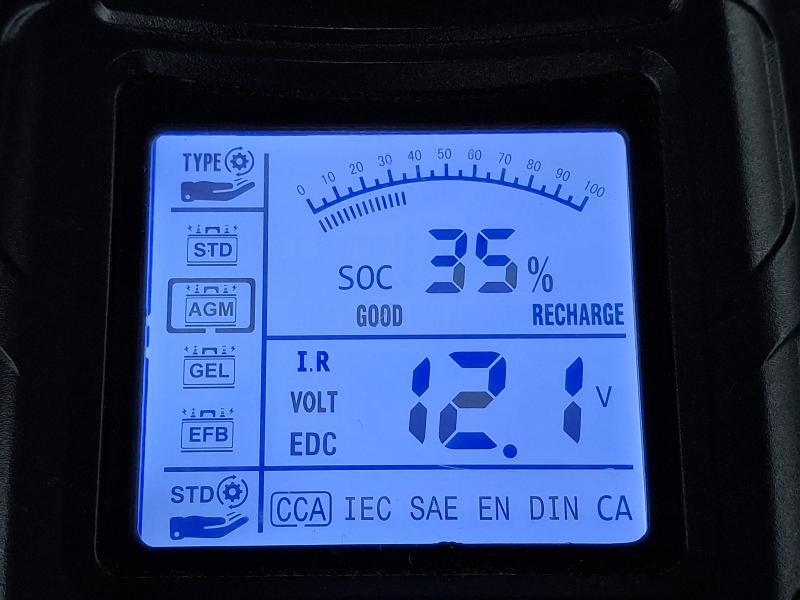 TYPE
0 10 20 30 40 50 60 70 80 90 100
STD
SOC 35%
AGM
GOOD RECHARGE
I.R
GEL
VOLT 12.1 V
EFB
EDC
STD
CCA IEC SAE EN DIN CA